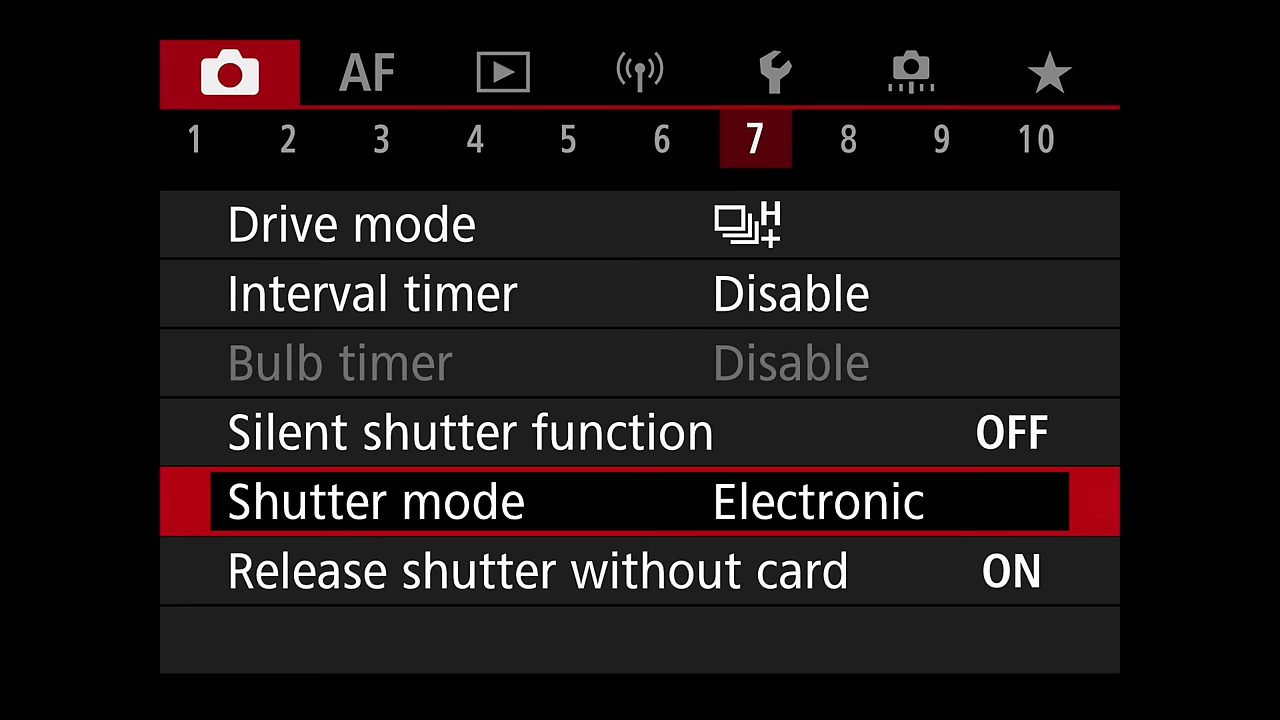 AF
1 2 3 4 5 6 7 8 9 10
Drive mode H+
Interval timer Disable
Bulb timer Disable
Silent shutter function OFF
Shutter mode Electronic
Release shutter without card ON